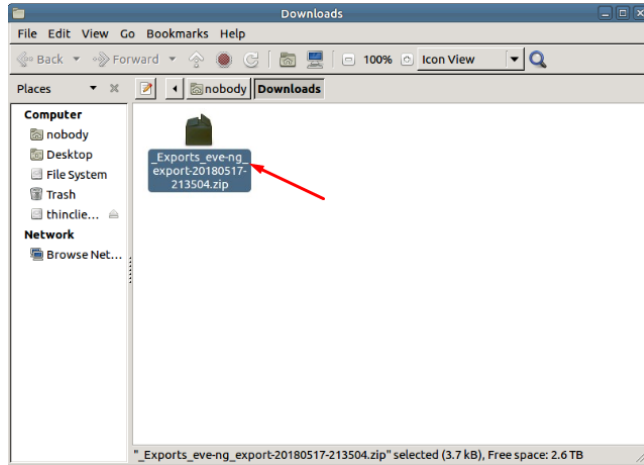 Downloads
File Edit View Go Bookmarks Help
Back Forward 100% Icon View
Places nobody Downloads
Computer
nobody
Desktop
File System
Trash
thinclie...
Network
Browse Net...
_Exports_eve-ng_
export-20180517-
213504.zip
"_Exports_eve-ng_export-20180517-213504.zip" selected (3.7 kB), Free space: 2.6 TB